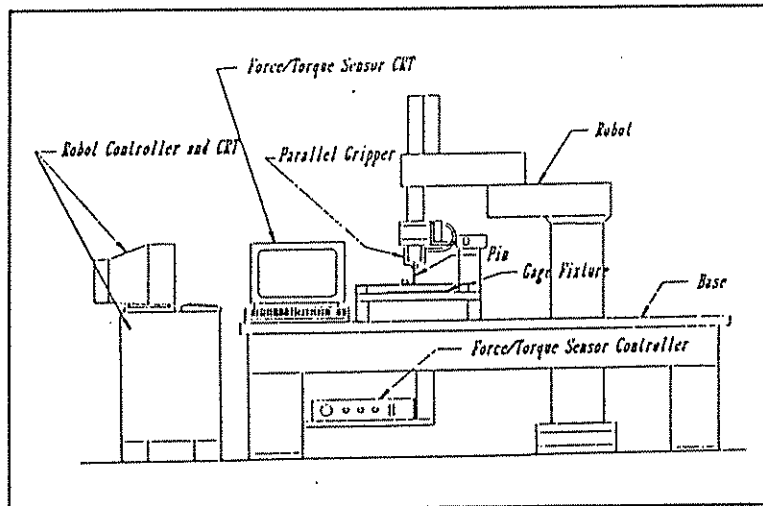 Force/Torque Sensor CRT
Robot
Robot Controller and CRT
Parallel Gripper
Pin
Gage Fixture
Base
Force/Torque Sensor Controller